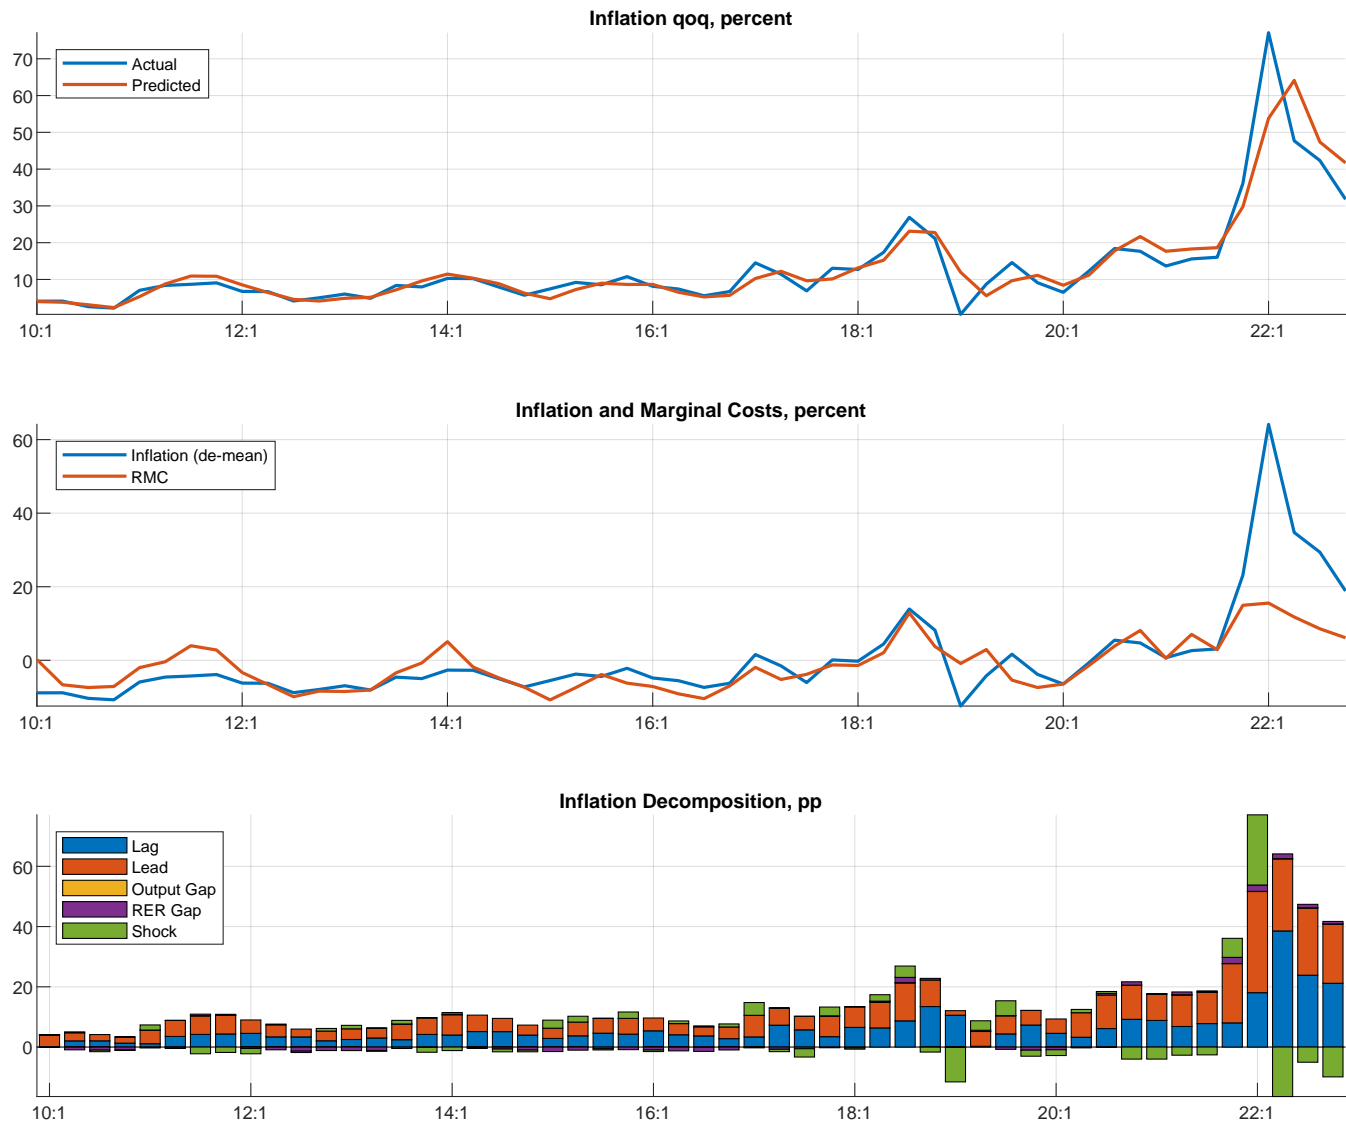 Inflation qoq, percent
Actual
Predicted
70
60
50
40
30
20
10
10:1 12:1 14:1 16:1 18:1 20:1 22:1
Inflation and Marginal Costs, percent
Inflation (de-mean)
RMC
60
40
20
0
10:1 12:1 14:1 16:1 18:1 20:1 22:1
Inflation Decomposition, pp
Lag
Lead
Output Gap
RER Gap
Shock
60
40
20
0
10:1 12:1 14:1 16:1 18:1 20:1 22:1